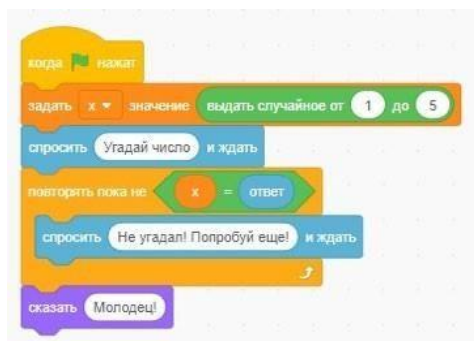 когда нажат
задать x значение выдать случайное от 1 до 5
спросить Угадай число и ждать
повторять пока не x = ответ
спросить Не угадал! Попробуй еще! и ждать
сказать Молодец!